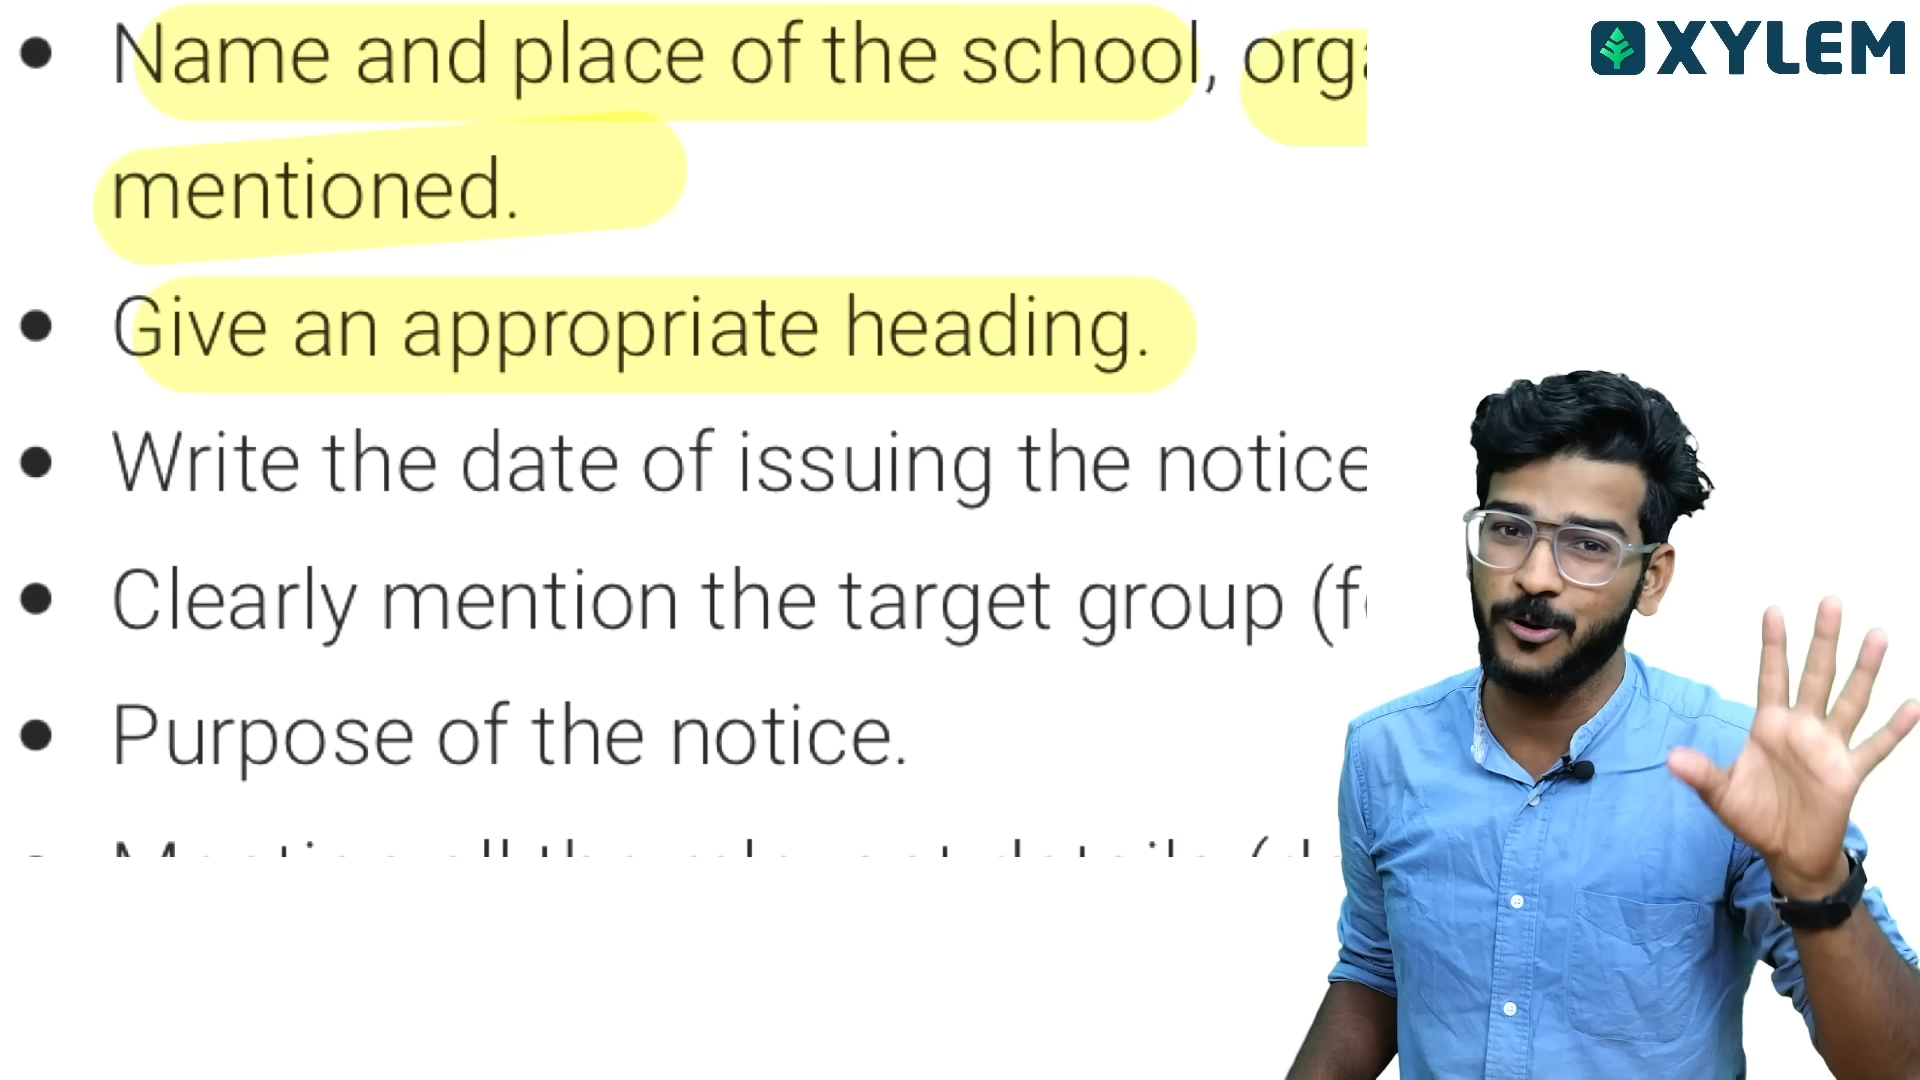 • Name and place of the school,
mentioned.
• Give an appropriate heading.
• Write the date of issuing the notice
• Clearly mention the target group
• Purpose of the notice.
XYLEM